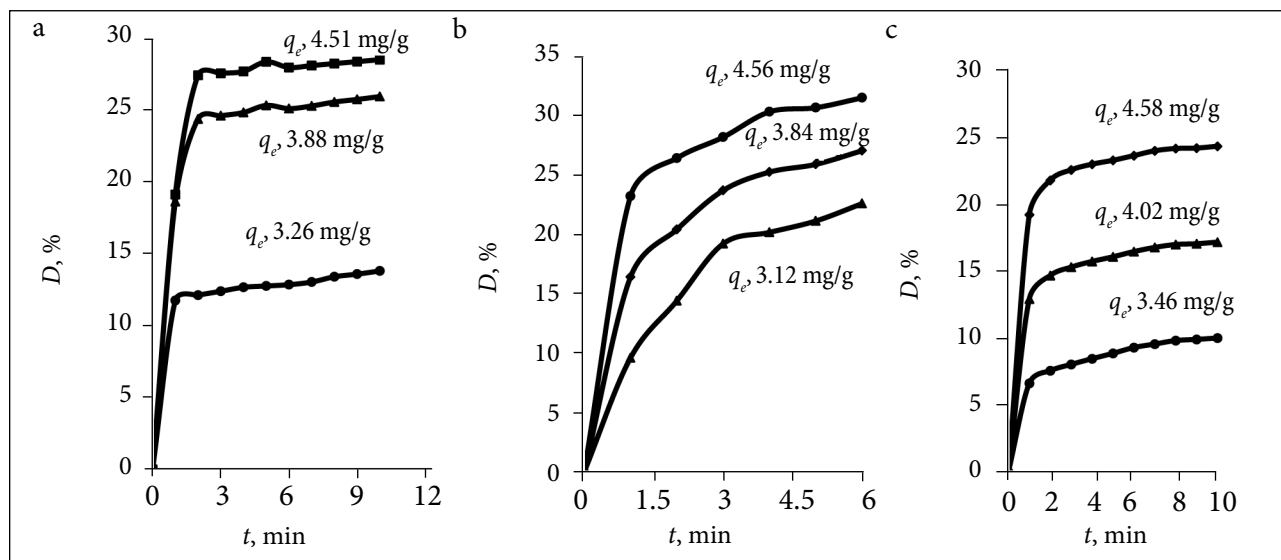 a
D, %
30
25
20
15
10
5
0
0 3 6 9 12
t, min
qe, 4.51 mg/g
qe, 3.88 mg/g
qe, 3.26 mg/g
b
D, %
35
30
25
20
15
10
5
0
0 1.5 3 4.5 6
t, min
qe, 4.56 mg/g
qe, 3.84 mg/g
qe, 3.12 mg/g
c
D, %
30
25
20
15
10
5
0
0 2 4 6 8 10
t, min
qe, 4.58 mg/g
qe, 4.02 mg/g
qe, 3.46 mg/g